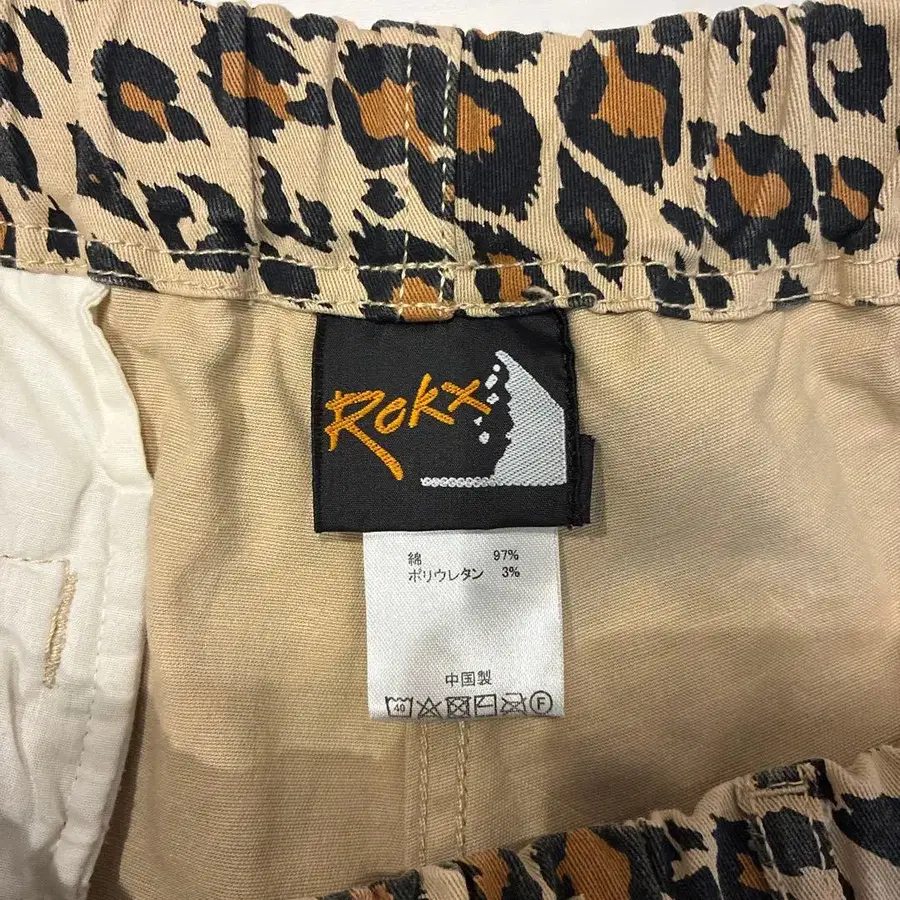 Rokx
綿 97%
ポリウレタン 3%
中国製
40 F